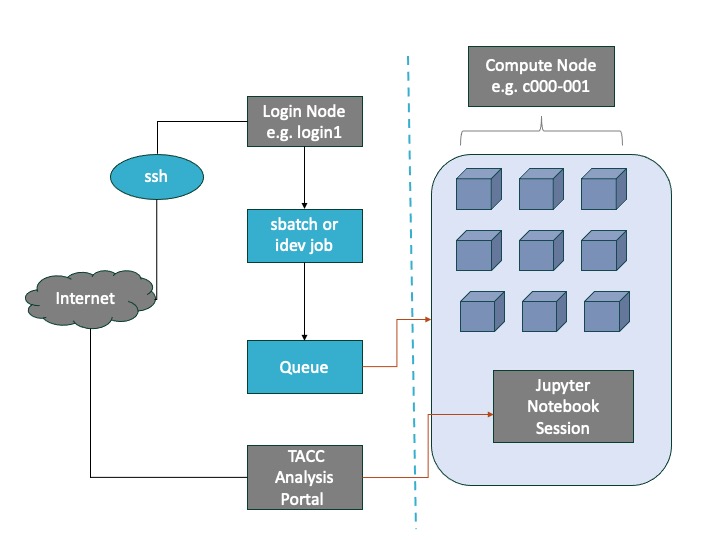 Compute Node
e.g. c000-001
Login Node
e.g. login1
ssh
sbatch or
idev job
Internet
Queue
Jupyter
Notebook
Session
TACC
Analysis
Portal